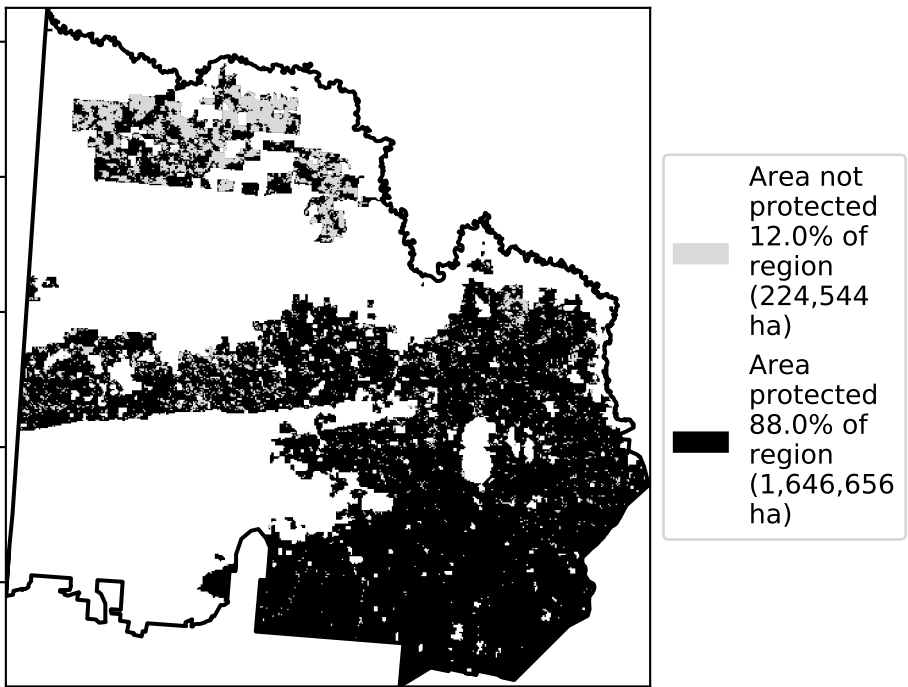 Area not
protected
12.0% of
region
(224,544
ha)
Area
protected
88.0% of
region
(1,646,656
ha)